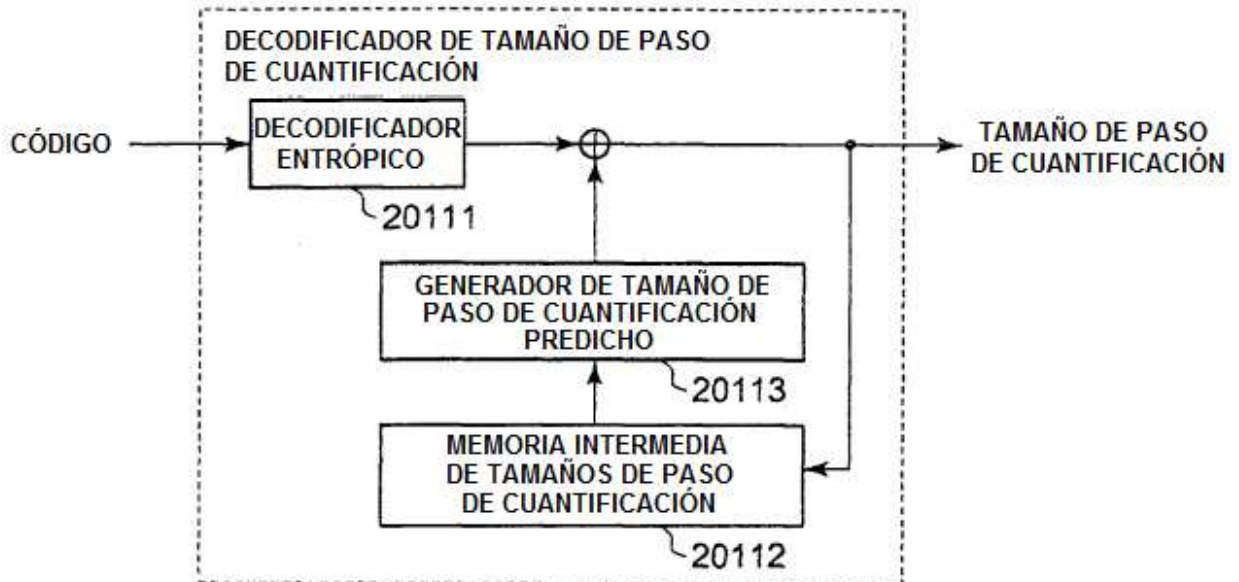 DECODIFICADOR DE TAMAÑO DE PASO
DE CUANTIFICACIÓN
CÓDIGO
DECODIFICADOR
ENTRÓPICO
20111
TAMAÑO DE PASO
DE CUANTIFICACIÓN
GENERADOR DE TAMAÑO DE
PASO DE CUANTIFICACIÓN
PREDICHO
20113
MEMORIA INTERMEDIA
DE TAMAÑOS DE PASO
DE CUANTIFICACIÓN
20112